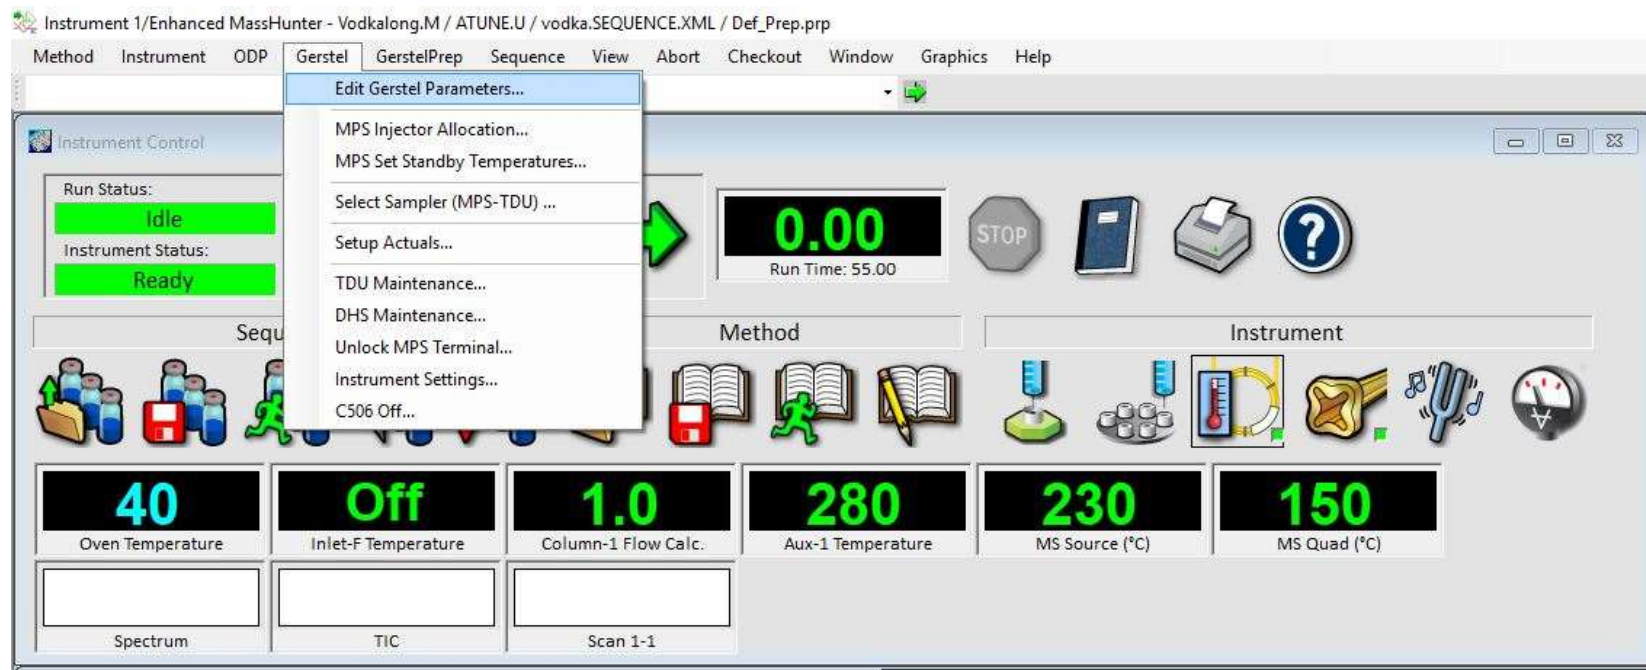 Instrument 1/Enhanced MassHunter - Vodkalong.M / ATUNE.U / vodka.SEQUENCE.XML / Def_Prep.prp
Method Instrument ODP Gerstel GerstelPrep Sequence View Abort Checkout Window Graphics Help
Edit Gerstel Parameters...
MPS Injector Allocation...
MPS Set Standby Temperatures...
Select Sampler (MPS-TDU) ...
Setup Actuals...
TDU Maintenance...
DHS Maintenance...
Unlock MPS Terminal...
Instrument Settings...
C506 Off...
Instrument Control
Run Status:
Idle
Instrument Status:
Ready
0.00
Run Time: 55.00
STOP
?
Method
Instrument
40
Oven Temperature
Off
Inlet-F Temperature
1.0
Column-1 Flow Calc.
280
Aux-1 Temperature
230
MS Source (°C)
150
MS Quad (°C)
Spectrum
TIC
Scan 1-1